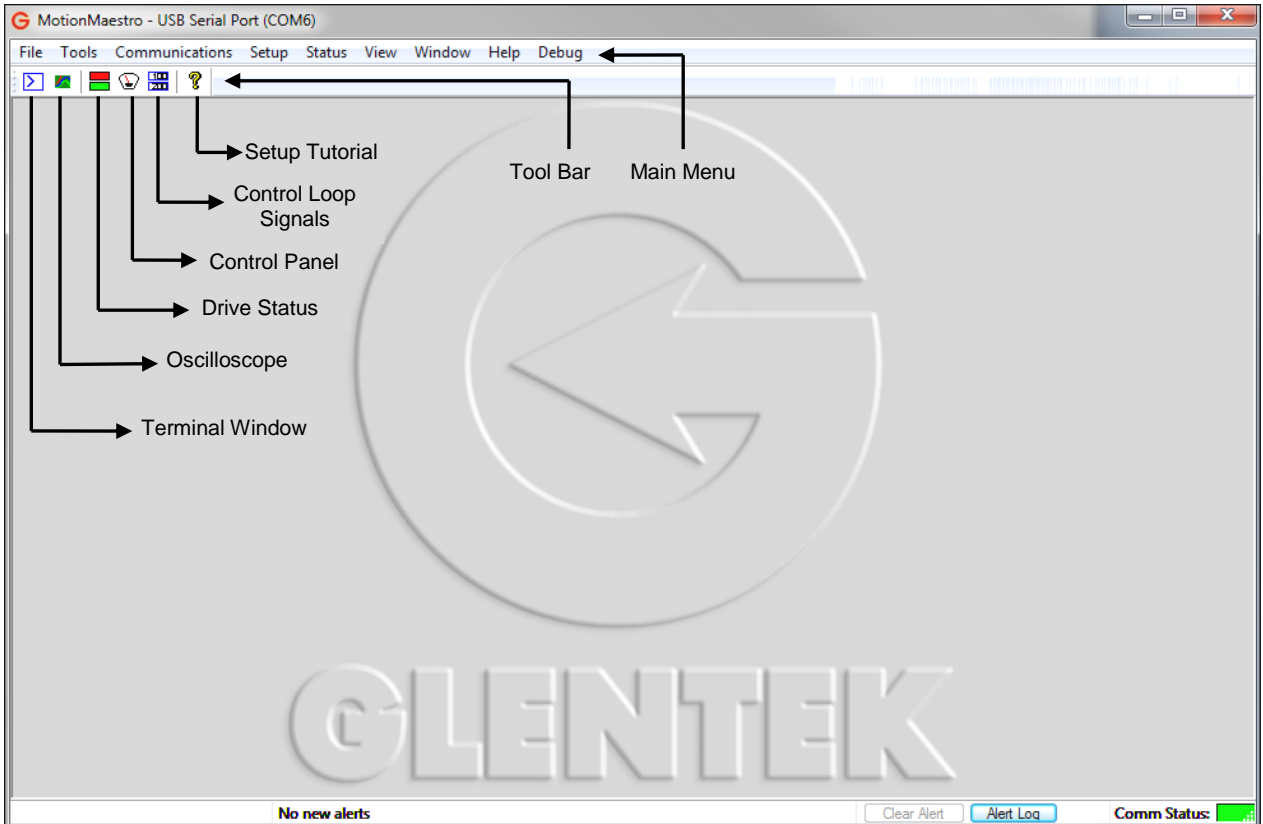 MotionMaestro - USB Serial Port (COM6)
File Tools Communications Setup Status View Window Help Debug
Setup Tutorial
Tool Bar
Main Menu
Control Loop
Signals
Control Panel
Drive Status
Oscilloscope
Terminal Window
GLENTEK
No new alerts
Clear Alert
Alert Log
Comm Status: